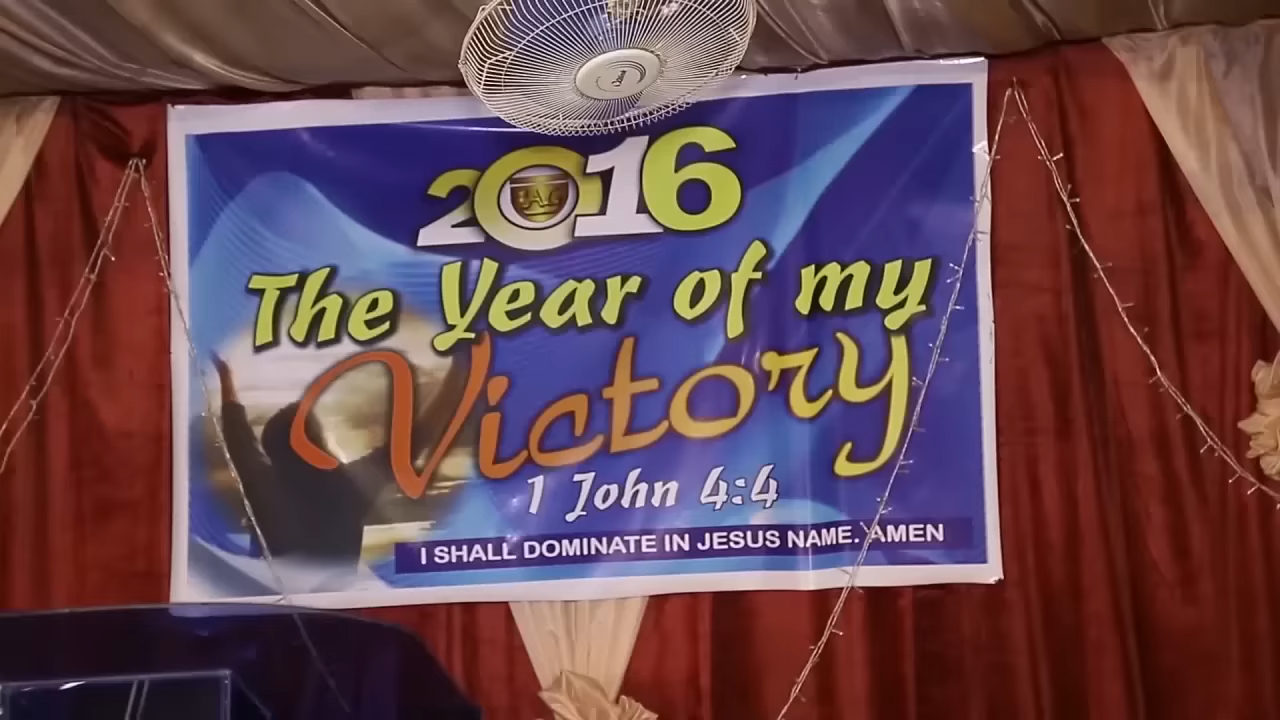 2016
The Year of my
Victory
1 John 4:4
I SHALL DOMINATE IN JESUS NAME. AMEN